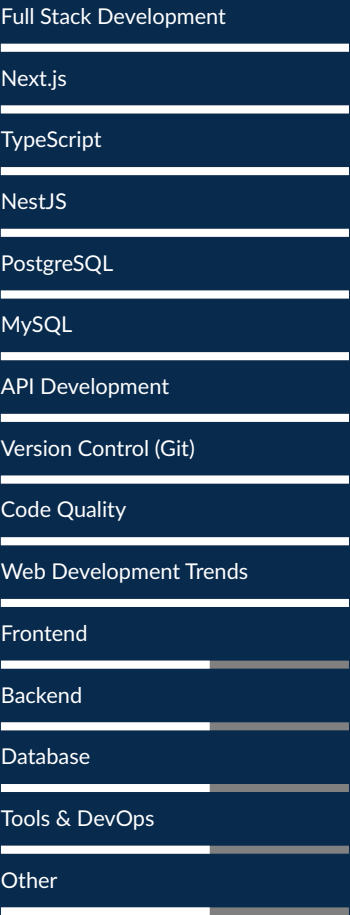 Full Stack Development
Next.js
TypeScript
NestJS
PostgreSQL
MySQL
API Development
Version Control (Git)
Code Quality
Web Development Trends
Frontend
Backend
Database
Tools & DevOps
Other